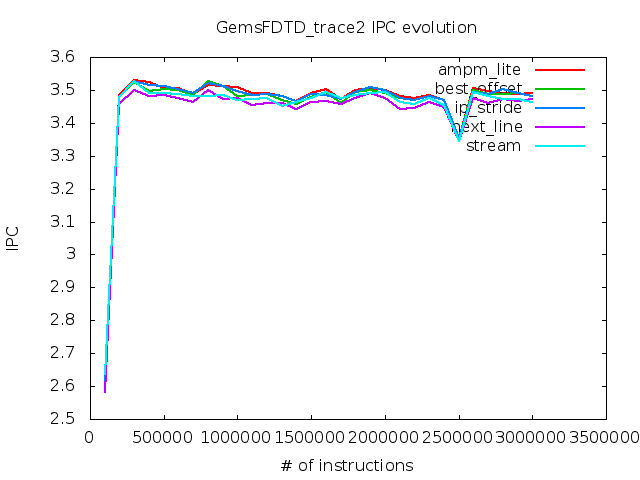 GemsFDTD_trace2 IPC evolution
3.6
3.5
3.4
3.3
3.2
3.1
3
2.9
2.8
2.7
2.6
2.5
IPC
ampm_lite
best_offset
ip_stride
next_line
stream
0 500000 1000000 1500000 2000000 2500000 3000000 3500000
# of instructions